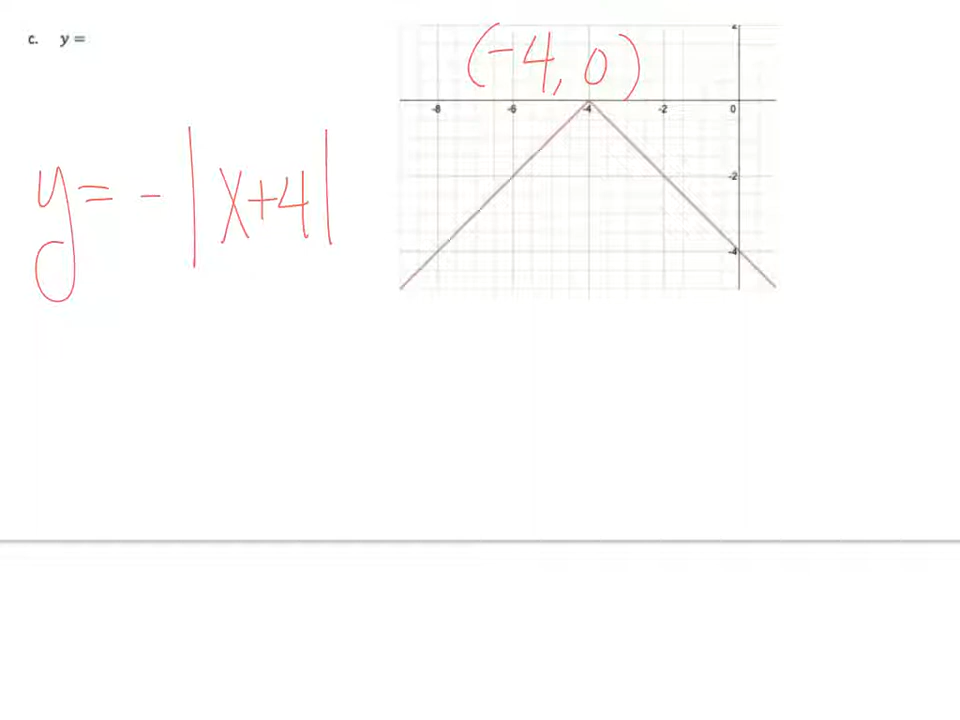 c. y =
(-4, 0)
y = -|x+4|
2
-8 -6 -4 -2 0
-2
-4